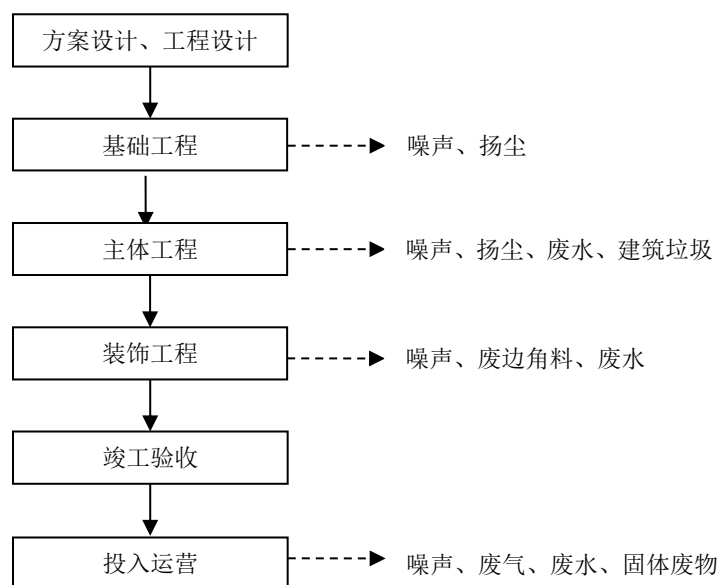 方案设计、工程设计
基础工程
噪声、扬尘
主体工程
噪声、扬尘、废水、建筑垃圾
装饰工程
噪声、废边角料、废水
竣工验收
投入运营
噪声、废气、废水、固体废物